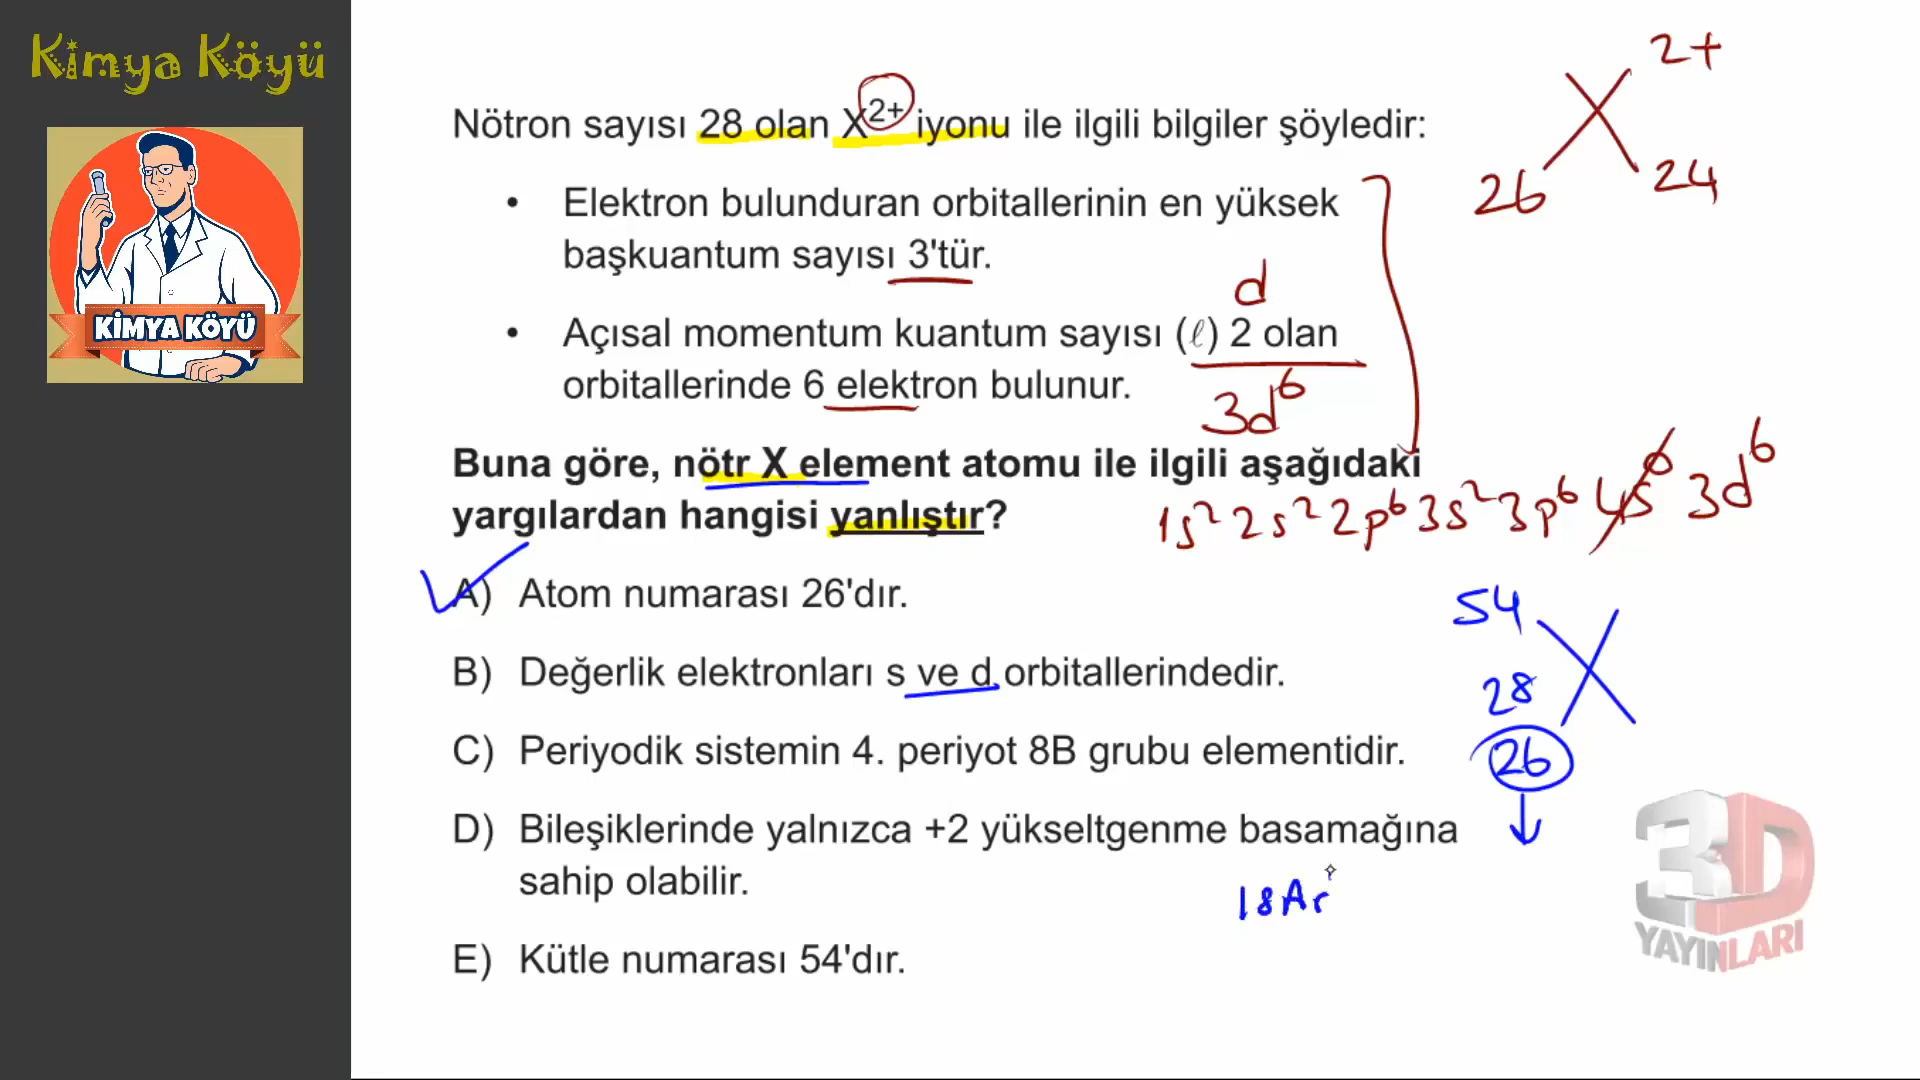 Kimya Köyü
KİMYA KÖYÜ
Nötron sayısı 28 olan X2+ iyonu ile ilgili bilgiler şöyledir:
• Elektron bulunduran orbitallerinin en yüksek
başkuantum sayısı 3'tür.
• Açısal momentum kuantum sayısı (ℓ) 2 olan
orbitallerinde 6 elektron bulunur.
Buna göre, nötr X element atomu ile ilgili aşağıdaki
yargılardan hangisi yanlıştır?
A) Atom numarası 26'dır.
B) Değerlik elektronları s ve d orbitallerindedir.
C) Periyodik sistemin 4. periyot 8B grubu elementidir.
D) Bileşiklerinde yalnızca +2 yükseltgenme basamağına
sahip olabilir.
E) Kütle numarası 54'dır.
X 2+
26 24
d
3d6
1s2 2s2 2p6 3s2 3p6 4s0 3d6
54 X
28
26
18Ar
3D
YAYINLARI